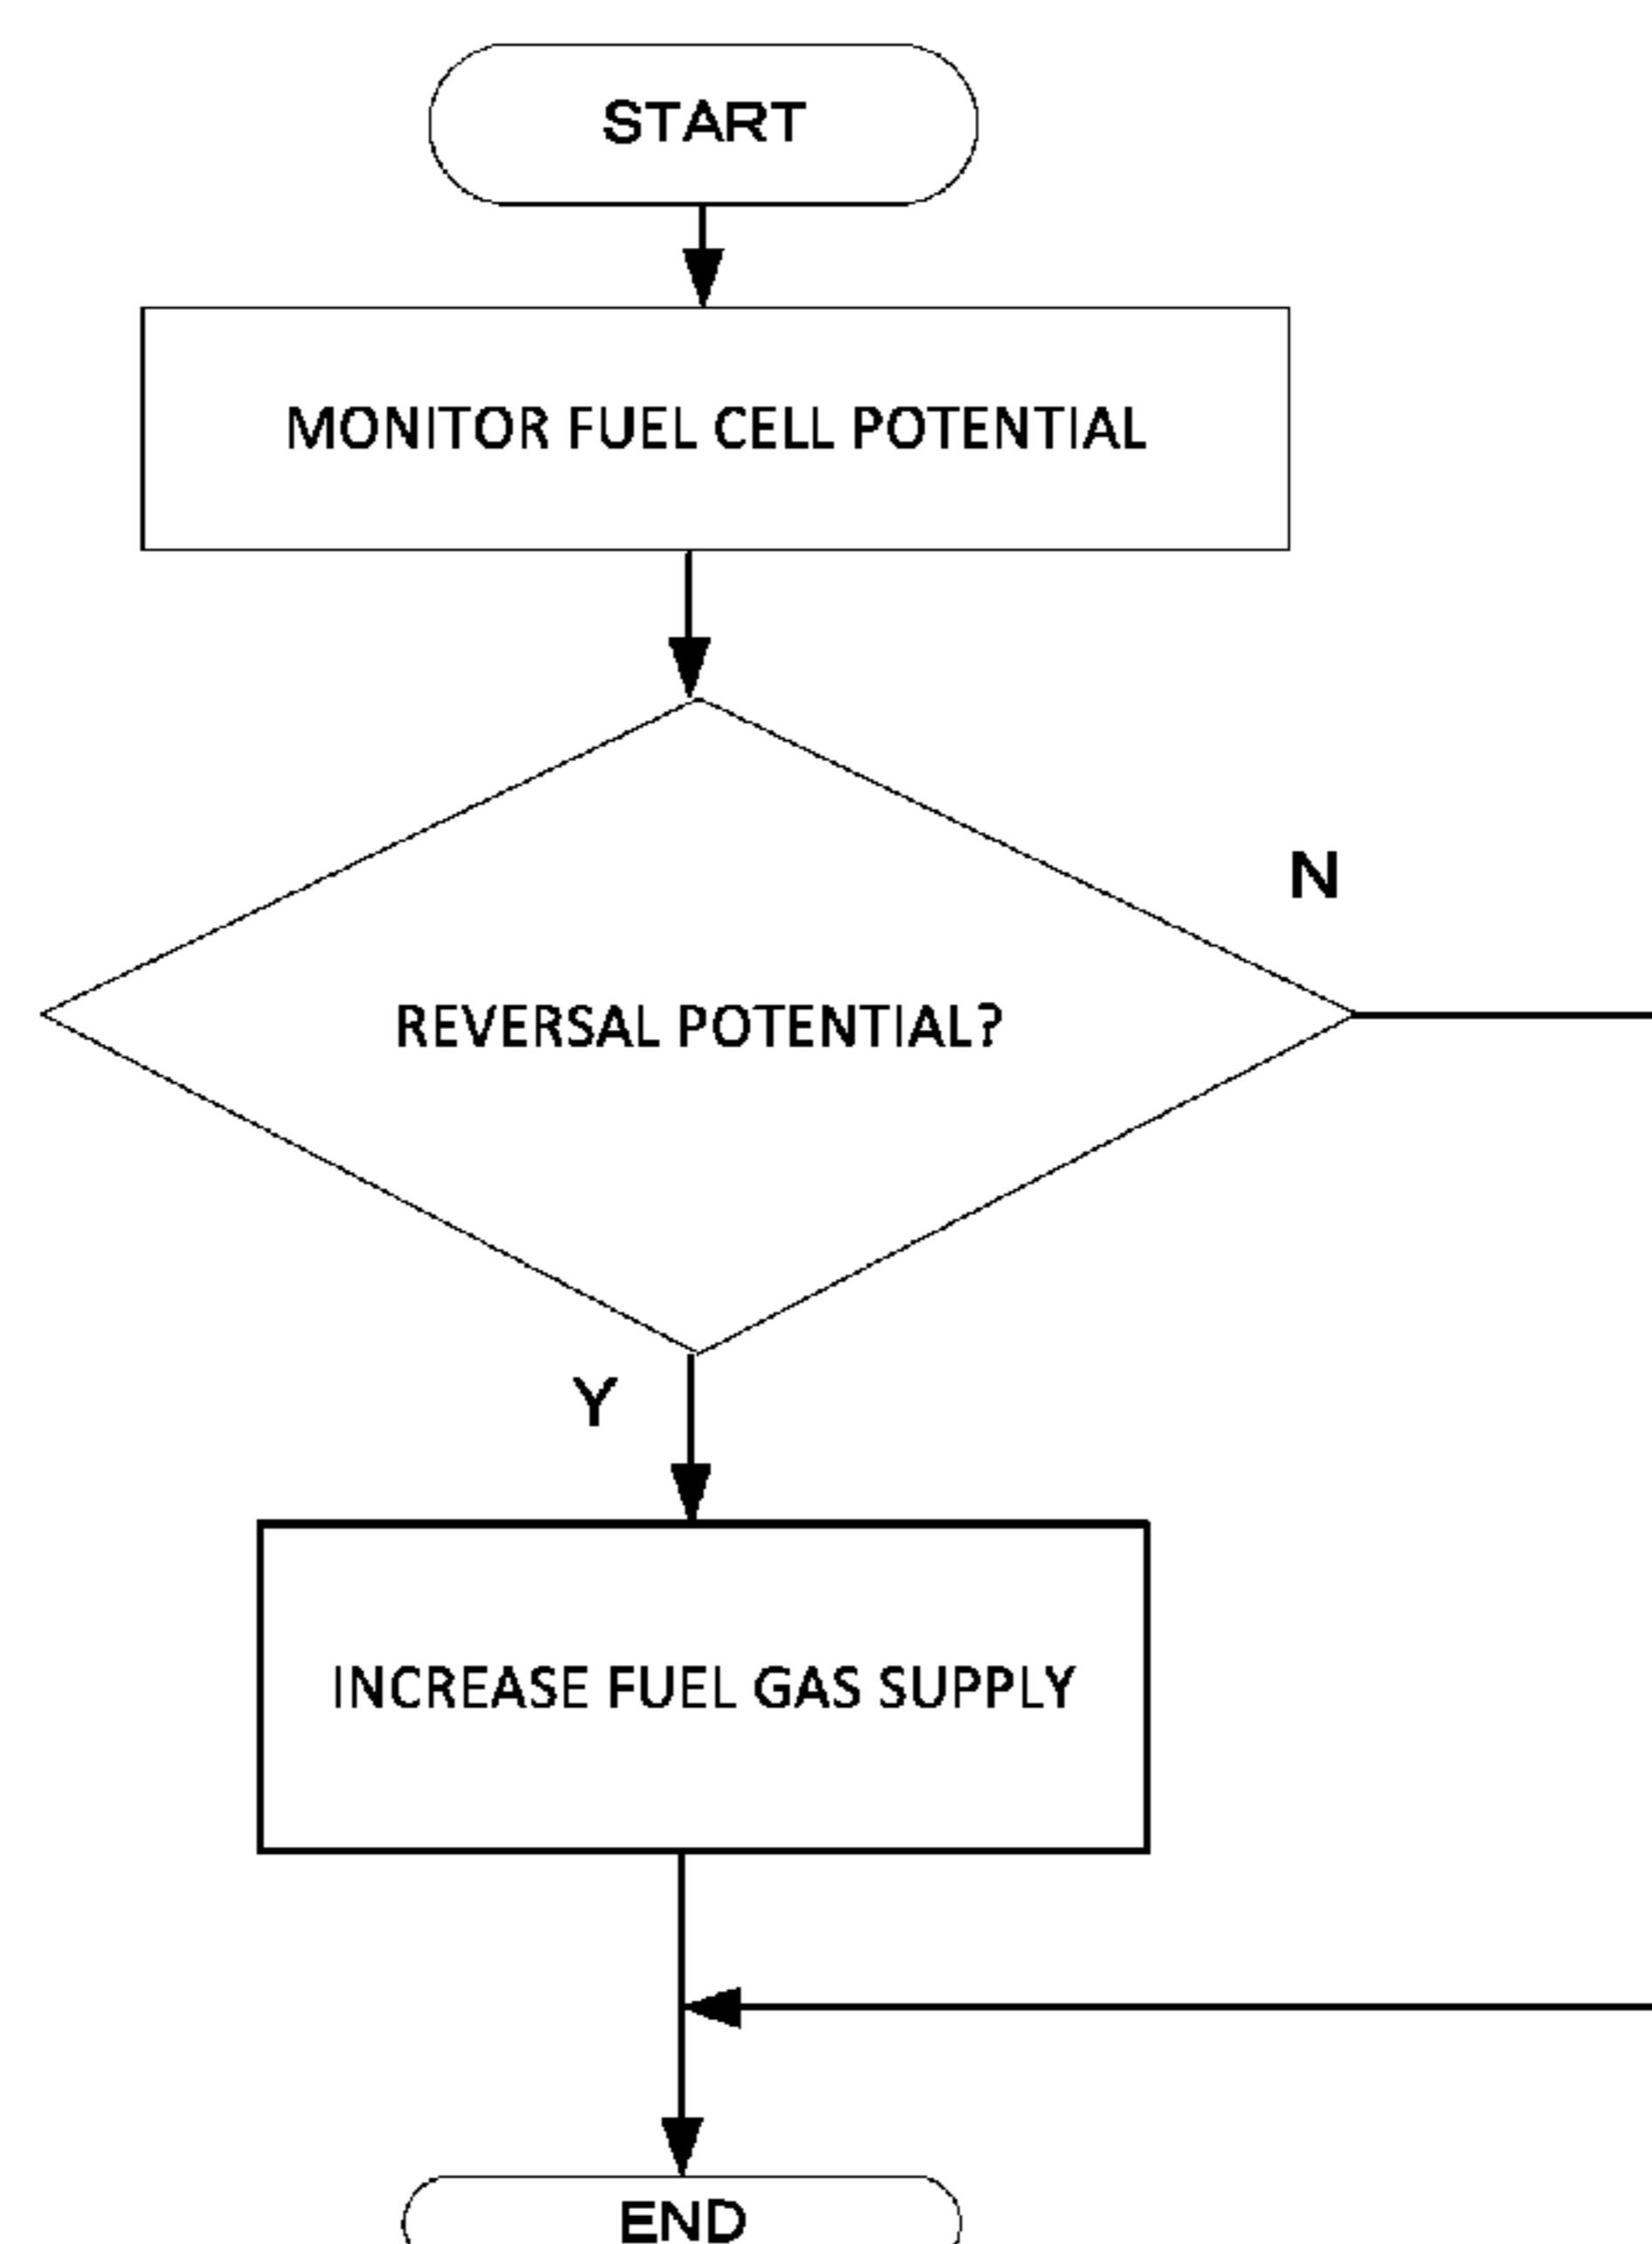 START
MONITOR FUEL CELL POTENTIAL
N
REVERSAL POTENTIAL?
Y
INCREASE FUEL GAS SUPPLY
END